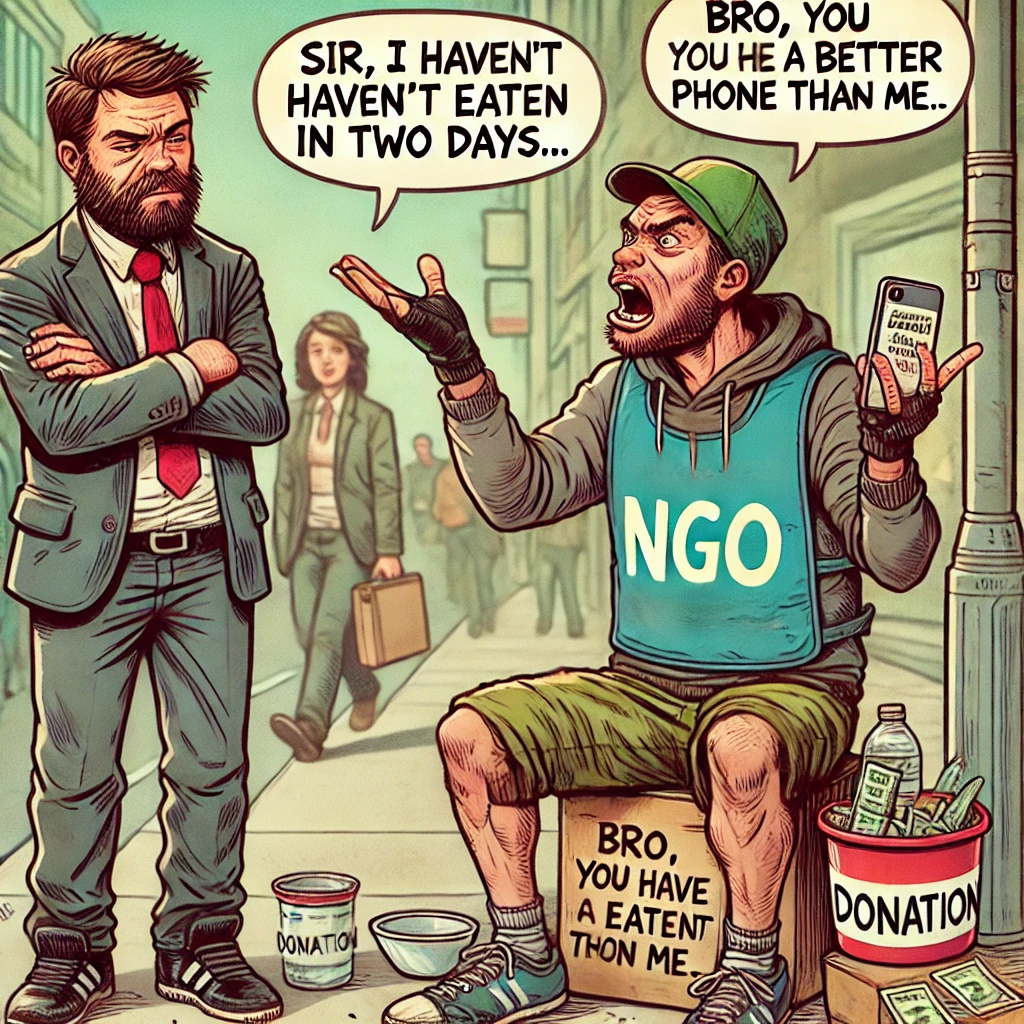 SIR, I HAVEN'T
HAVEN'T EATEN
IN TWO DAYS...
BRO, YOU
YOU HE A BETTER
PHONE THAN ME..
NGO
BRO,
YOU HAVE
A EATENT
THON ME.
DONATION
DONATION